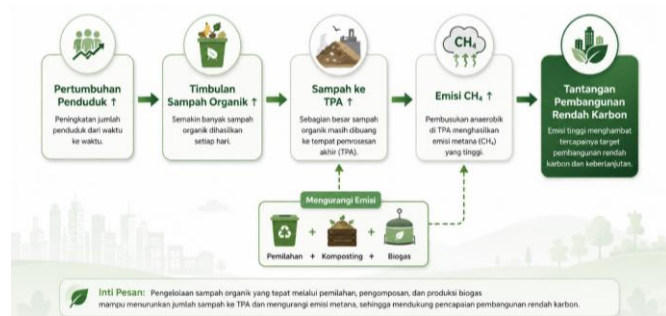 Pertumbuhan
Penduduk ↑
Peningkatan jumlah
penduduk dari waktu
ke waktu.
Timbulan
Sampah Organik ↑
Semakin banyak sampah
organik dihasilkan
setiap hari.
Sampah ke
TPA ↑
Sebagian besar sampah
organik masih dibuang
ke tempat pemrosesan
akhir (TPA).
CH₄
Emisi CH₄ ↑
Pembusukan anaerobik
di TPA menghasilkan
emisi metana (CH₄)
yang tinggi.
Tantangan
Pembangunan
Rendah Karbon
Emisi tinggi menghambat
tercapainya target
pembangunan rendah
karbon dan keberlanjutan.
Mengurangi Emisi
+ +
Pemilahan + Komposting + Biogas
Inti Pesan: Pengelolaan sampah organik yang tepat melalui pemilahan, pengomposan, dan produksi biogas
mampu menurunkan jumlah sampah ke TPA dan mengurangi emisi metana, sehingga mendukung pencapaian pembangunan rendah karbon.